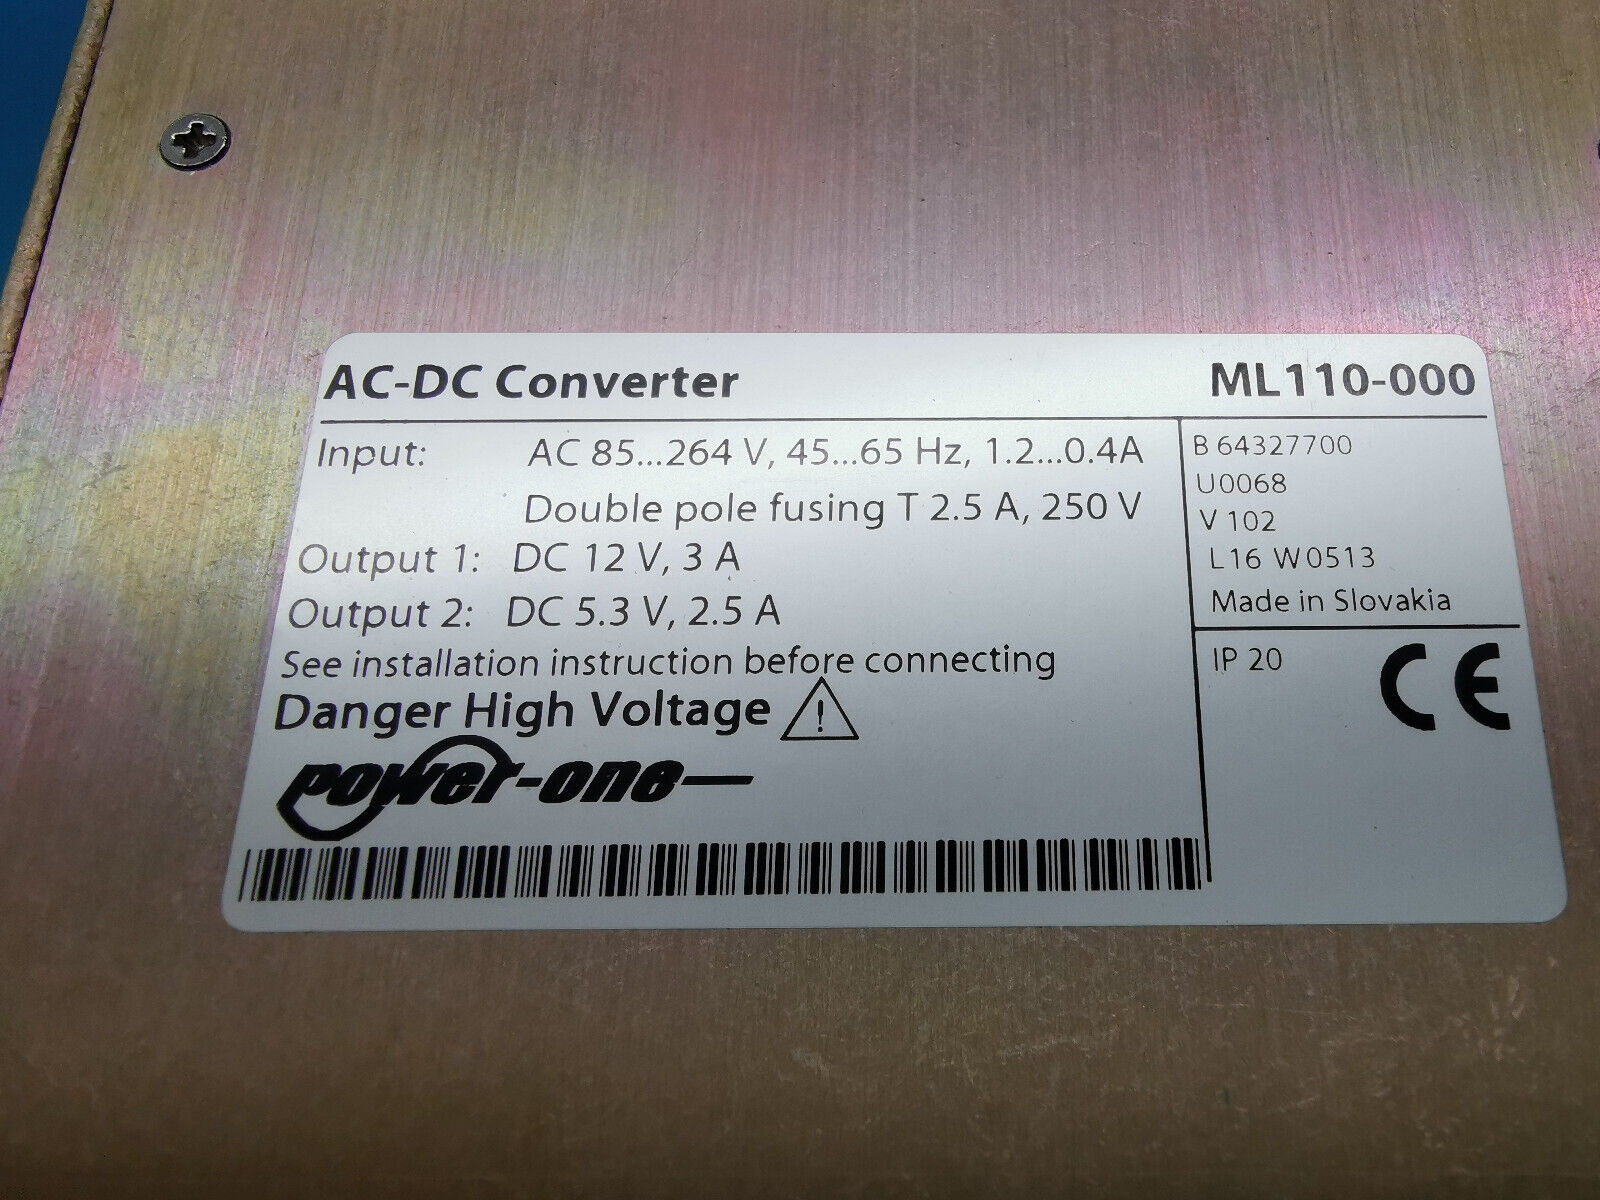 AC-DC Converter ML110-000
Input: AC 85...264 V, 45...65 Hz, 1.2...0.4A
Double pole fusing T 2.5 A, 250 V
Output 1: DC 12 V, 3 A
Output 2: DC 5.3 V, 2.5 A
See installation instruction before connecting
Danger High Voltage !
power-one
B 64327700
U0068
V 102
L16 W0513
Made in Slovakia
IP 20
CE